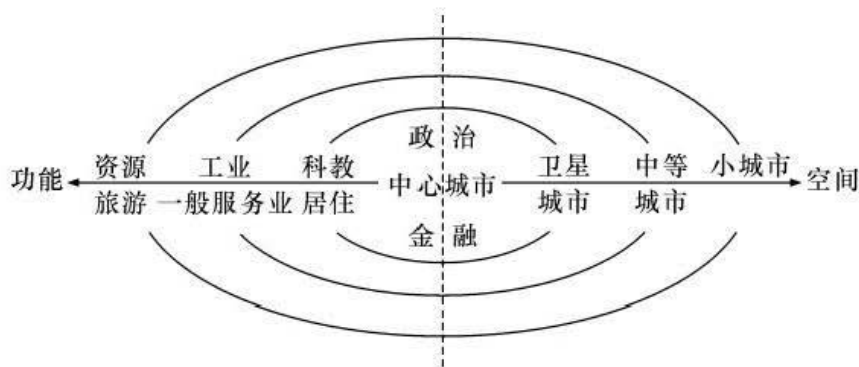 政 治
资源 工业 科教 卫星 中等 小城市
功能 中心城市 空间
旅游 一般服务业 居住 城市 城市
金 融